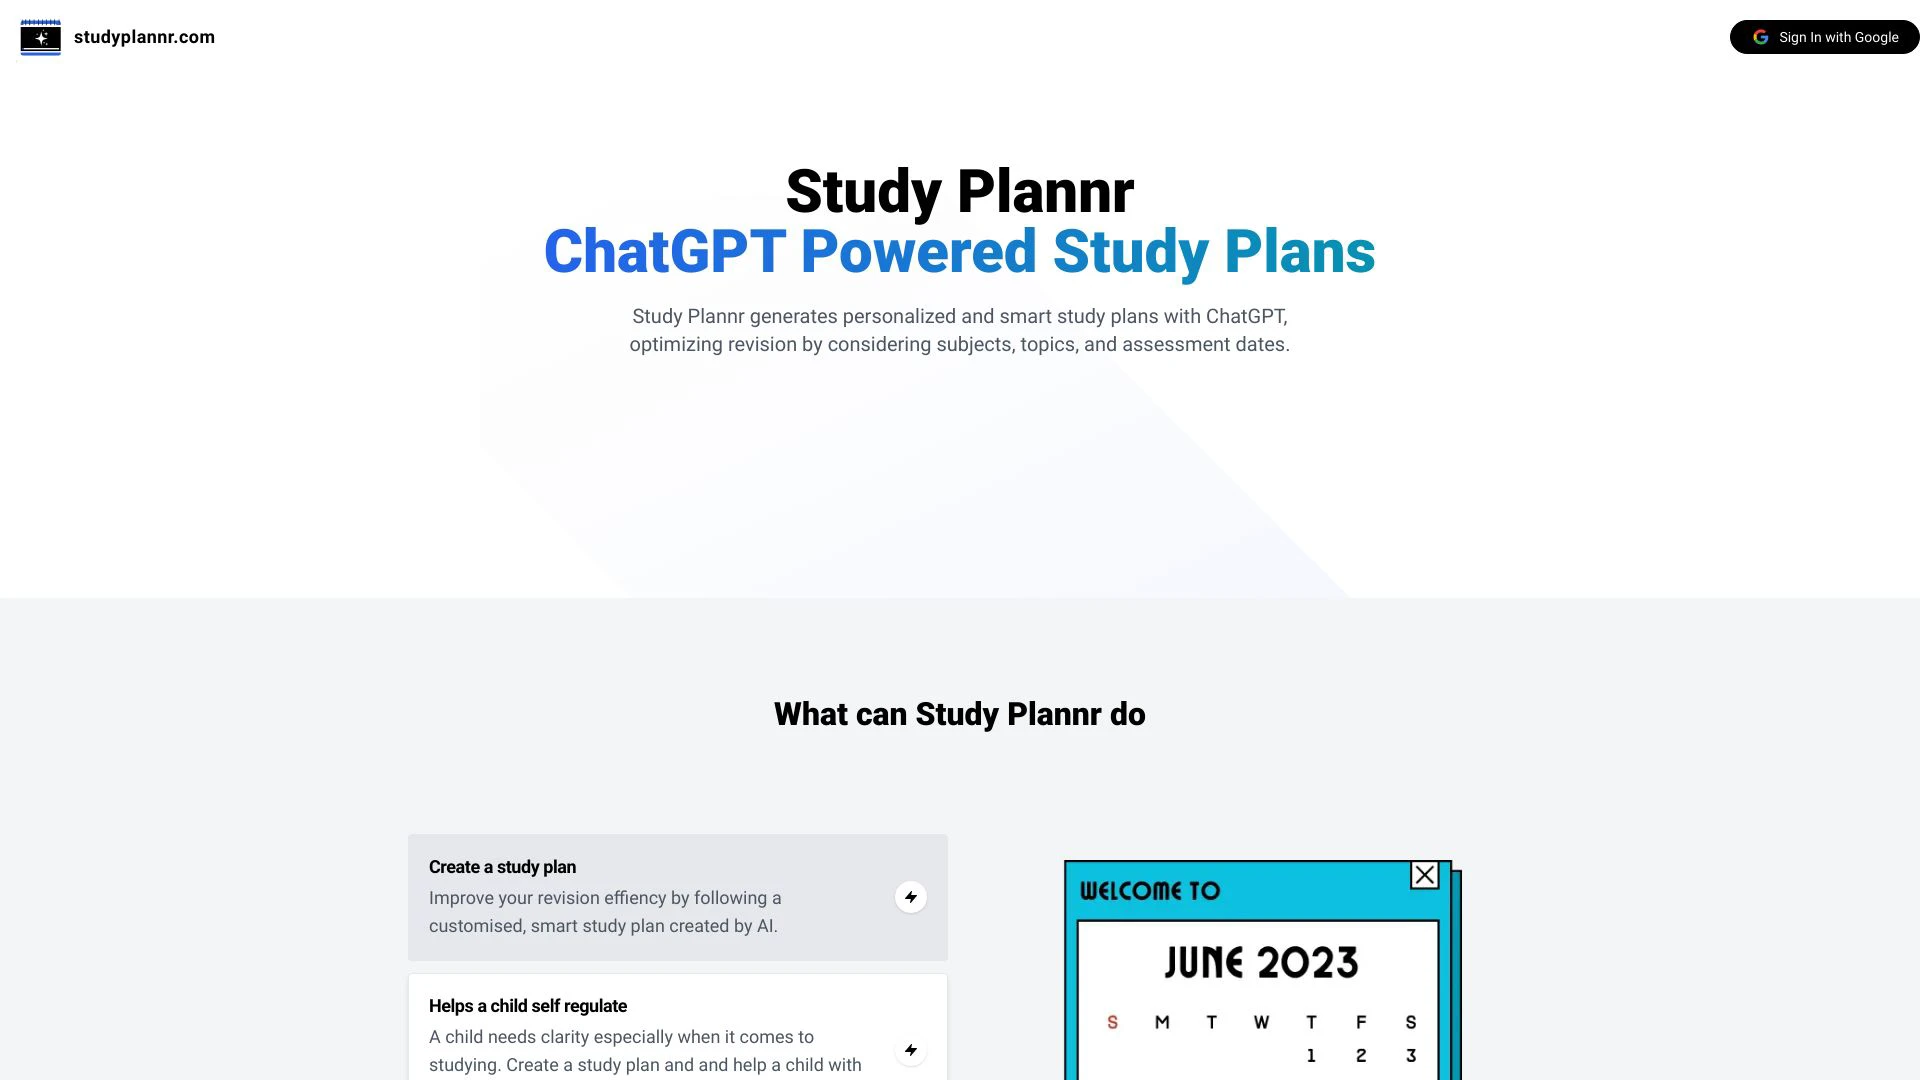 studyplannr.com
Sign In with Google
Study Plannr
ChatGPT Powered Study Plans
Study Plannr generates personalized and smart study plans with ChatGPT,
optimizing revision by considering subjects, topics, and assessment dates.
What can Study Plannr do
Create a study plan
Improve your revision effiency by following a
customised, smart study plan created by AI.
Helps a child self regulate
A child needs clarity especially when it comes to
studying. Create a study plan and and help a child with
WELCOME TO
JUNE 2023
S M T W T F S
1 2 3